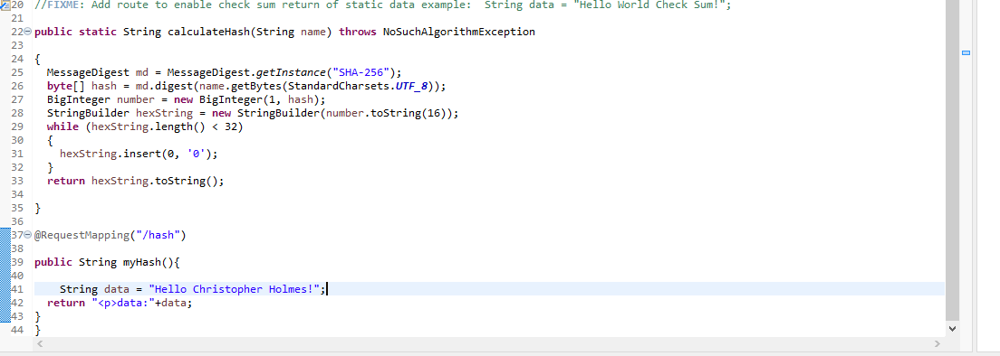 20 //FIXME: Add route to enable check sum return of static data example:  String data = "Hello World Check Sum!";
21
22 public static String calculateHash(String name) throws NoSuchAlgorithmException
23
24 {
25   MessageDigest md = MessageDigest.getInstance("SHA-256");
26   byte[] hash = md.digest(name.getBytes(StandardCharsets.UTF_8));
27   BigInteger number = new BigInteger(1, hash);
28   StringBuilder hexString = new StringBuilder(number.toString(16));
29   while (hexString.length() < 32)
30   {
31     hexString.insert(0, '0');
32   }
33   return hexString.toString();
34
35 }
36
37 @RequestMapping("/hash")
38
39 public String myHash(){
40
41     String data = "Hello Christopher Holmes!";
42   return "<p>data:"+data;
43 }
44 }